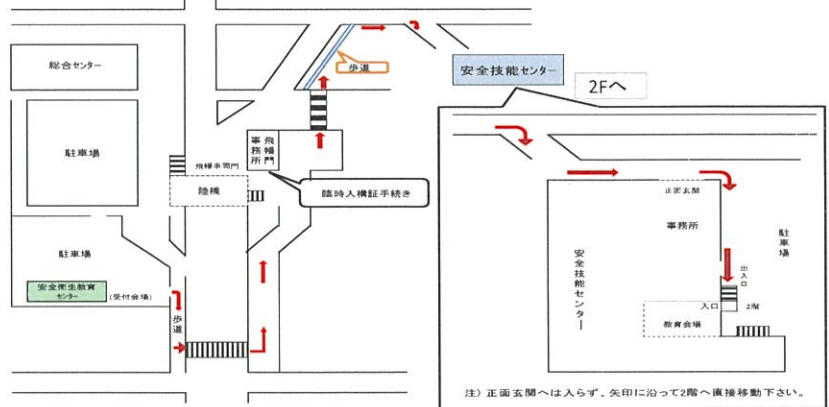 総合センター
歩道
安全技能センター
2Fへ
駐車場
飛幡門
事務所
飛幡車両門
陸橋
臨時入構証手続き
正面玄関
事務所
駐車場
安全技能センター
出入口
駐車場
安全衛生教育
センター
(受付会場)
歩道
入口
2階
教育会場
注）正面玄関へは入らず、矢印に沿って2階へ直接移動下さい。